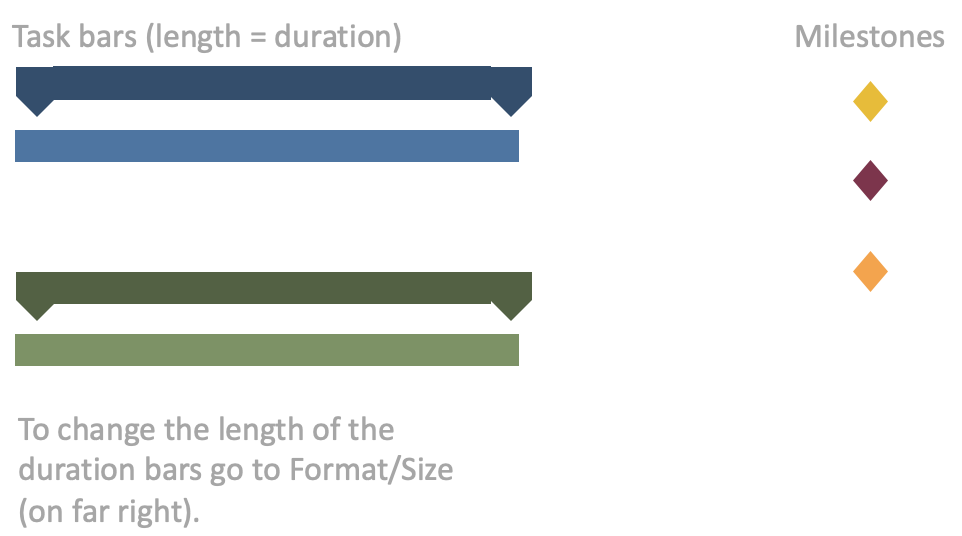 Task bars (length = duration)
Milestones
To change the length of the
duration bars go to Format/Size
(on far right).